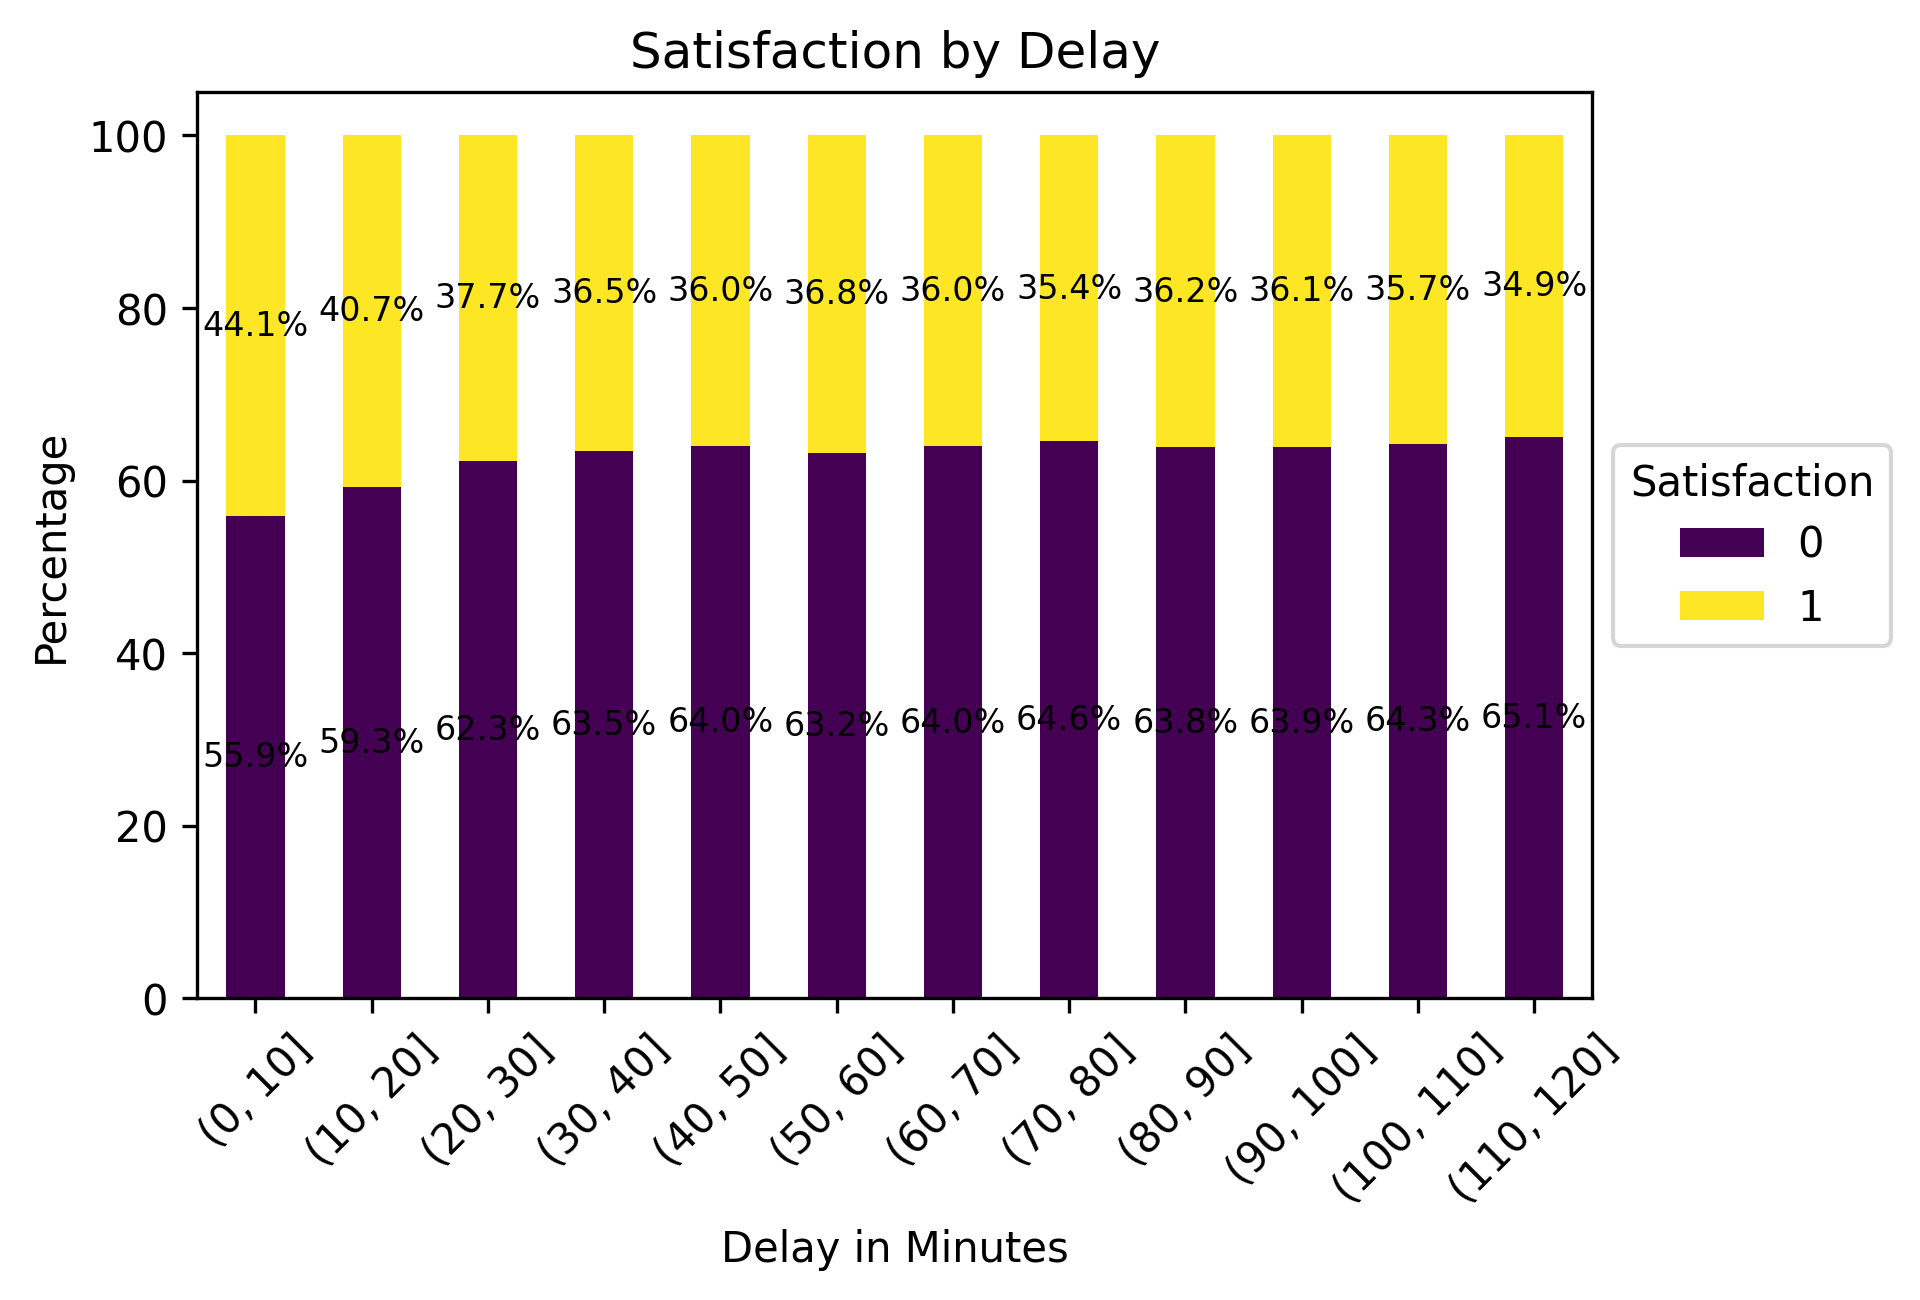 Satisfaction by Delay
Percentage
100
80
60
40
20
0
44.1% 40.7% 37.7% 36.5% 36.0% 36.8% 36.0% 35.4% 36.2% 36.1% 35.7% 34.9%
55.9% 59.3% 62.3% 63.5% 64.0% 63.2% 64.0% 64.6% 63.8% 63.9% 64.3% 65.1%
(0, 10] (10, 20] (20, 30] (30, 40] (40, 50] (50, 60] (60, 70] (70, 80] (80, 90] (90, 100] (100, 110] (110, 120]
Delay in Minutes
Satisfaction
0
1